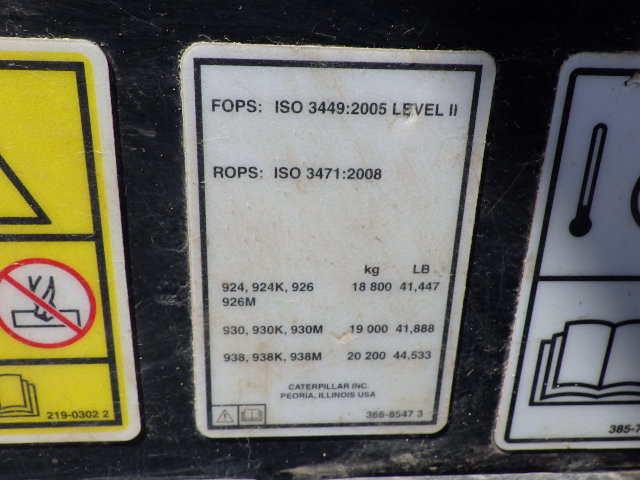 FOPS: ISO 3449:2005 LEVEL II
ROPS: ISO 3471:2008
kg LB
924, 924K, 926 18 800 41,447
926M
930, 930K, 930M 19 000 41,888
938, 938K, 938M 20 200 44,533
CATERPILLAR INC.
PEORIA, ILLINOIS USA
366-8547 3
219-0302 2
385-7